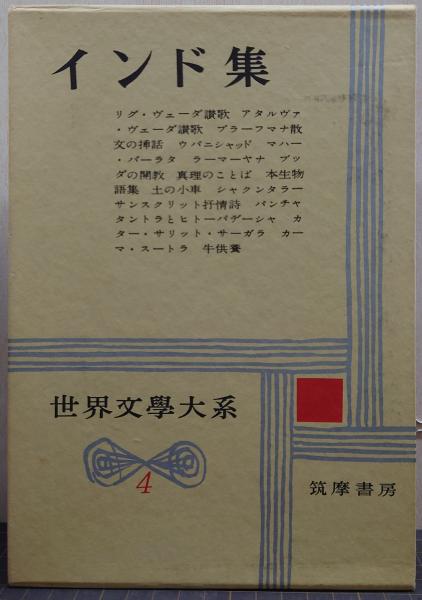 インド集
リグ・ヴェーダ讃歌 アタルヴァ
・ヴェーダ讃歌 ブラーフマナ散
文の挿話 ウパニシャッド マハー
・バーラタ ラーマーヤナ ブッ
ダの開教 真理のことば 本生物
語集 土の小車 シャクンタラー
サンスクリット抒情詩 パンチャ
タントラとヒトーパデーシャ カ
ター・サリット・サーガラ カー
マ・スートラ 牛供養
世界文學大系
4
筑摩書房